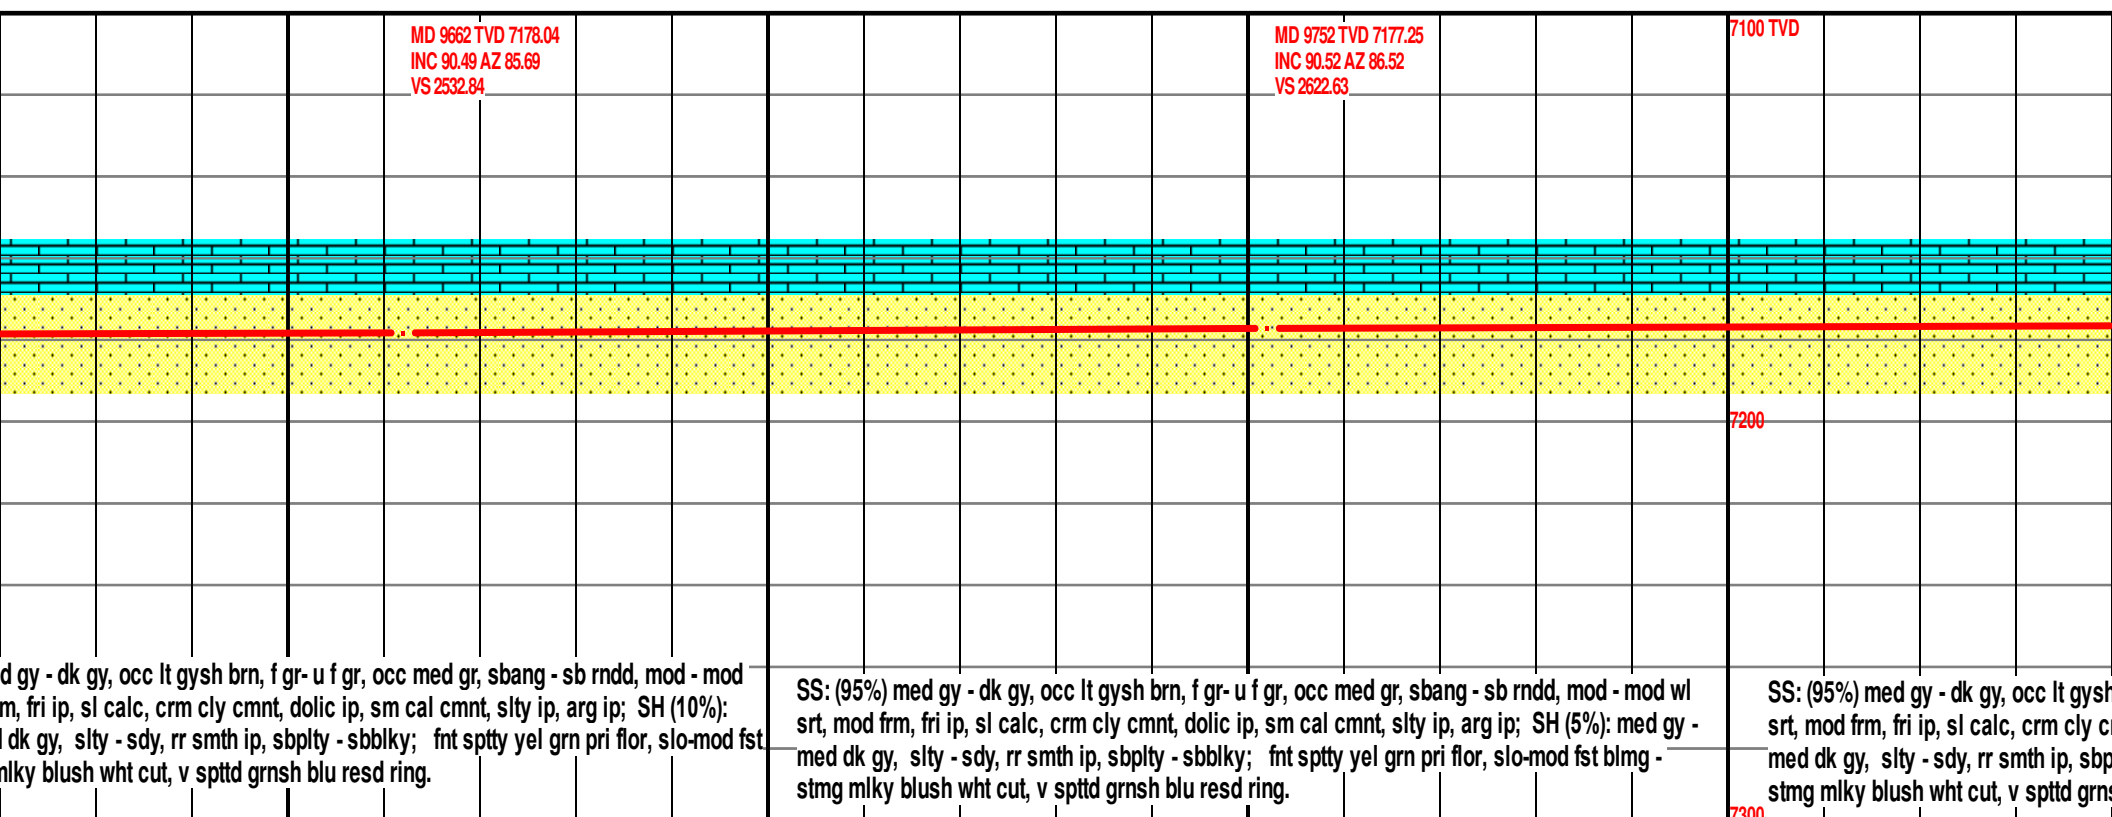 MD 9662 TVD 7178.04
INC 90.49 AZ 85.69
VS 2532.84
MD 9752 TVD 7177.25
INC 90.52 AZ 86.52
VS 2622.63
7100 TVD
7200
d gy - dk gy, occ lt gysh brn, f gr- u f gr, occ med gr, sbang - sb rndd, mod - mod
m, fri ip, sl calc, crm cly cmnt, dolic ip, sm cal cmnt, slty ip, arg ip;  SH (10%):
dk gy,  slty - sdy, rr smth ip, sbplty - sbblky;   fnt sptty yel grn pri flor, slo-mod fst
mlky blush wht cut, v spttd grnsh blu resd ring.
SS: (95%) med gy - dk gy, occ lt gysh brn, f gr- u f gr, occ med gr, sbang - sb rndd, mod - mod wl
srt, mod frm, fri ip, sl calc, crm cly cmnt, dolic ip, sm cal cmnt, slty ip, arg ip;  SH (5%): med gy -
med dk gy,  slty - sdy, rr smth ip, sbplty - sbblky;   fnt sptty yel grn pri flor, slo-mod fst blmg -
stmg mlky blush wht cut, v spttd grnsh blu resd ring.
SS: (95%) med gy - dk gy, occ lt gysh
srt, mod frm, fri ip, sl calc, crm cly
med dk gy,  slty - sdy, rr smth ip, sbp
stmg mlky blush wht cut, v spttd grns
7300